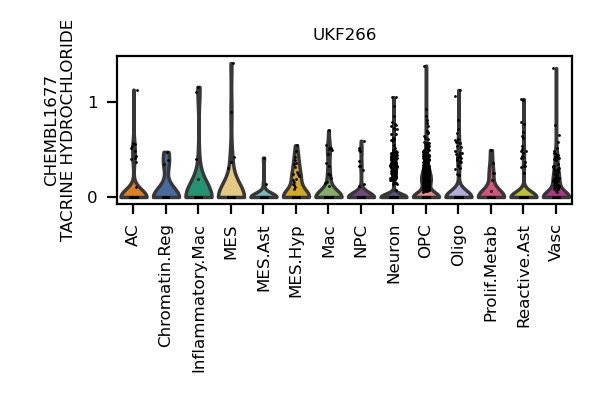 UKF266
CHEMBL1677
TACRINE HYDROCHLORIDE
1
0
AC
Chromatin.Reg
Inflammatory.Mac
MES
MES.Ast
MES.Hyp
Mac
NPC
Neuron
OPC
Oligo
Prolif.Metab
Reactive.Ast
Vasc